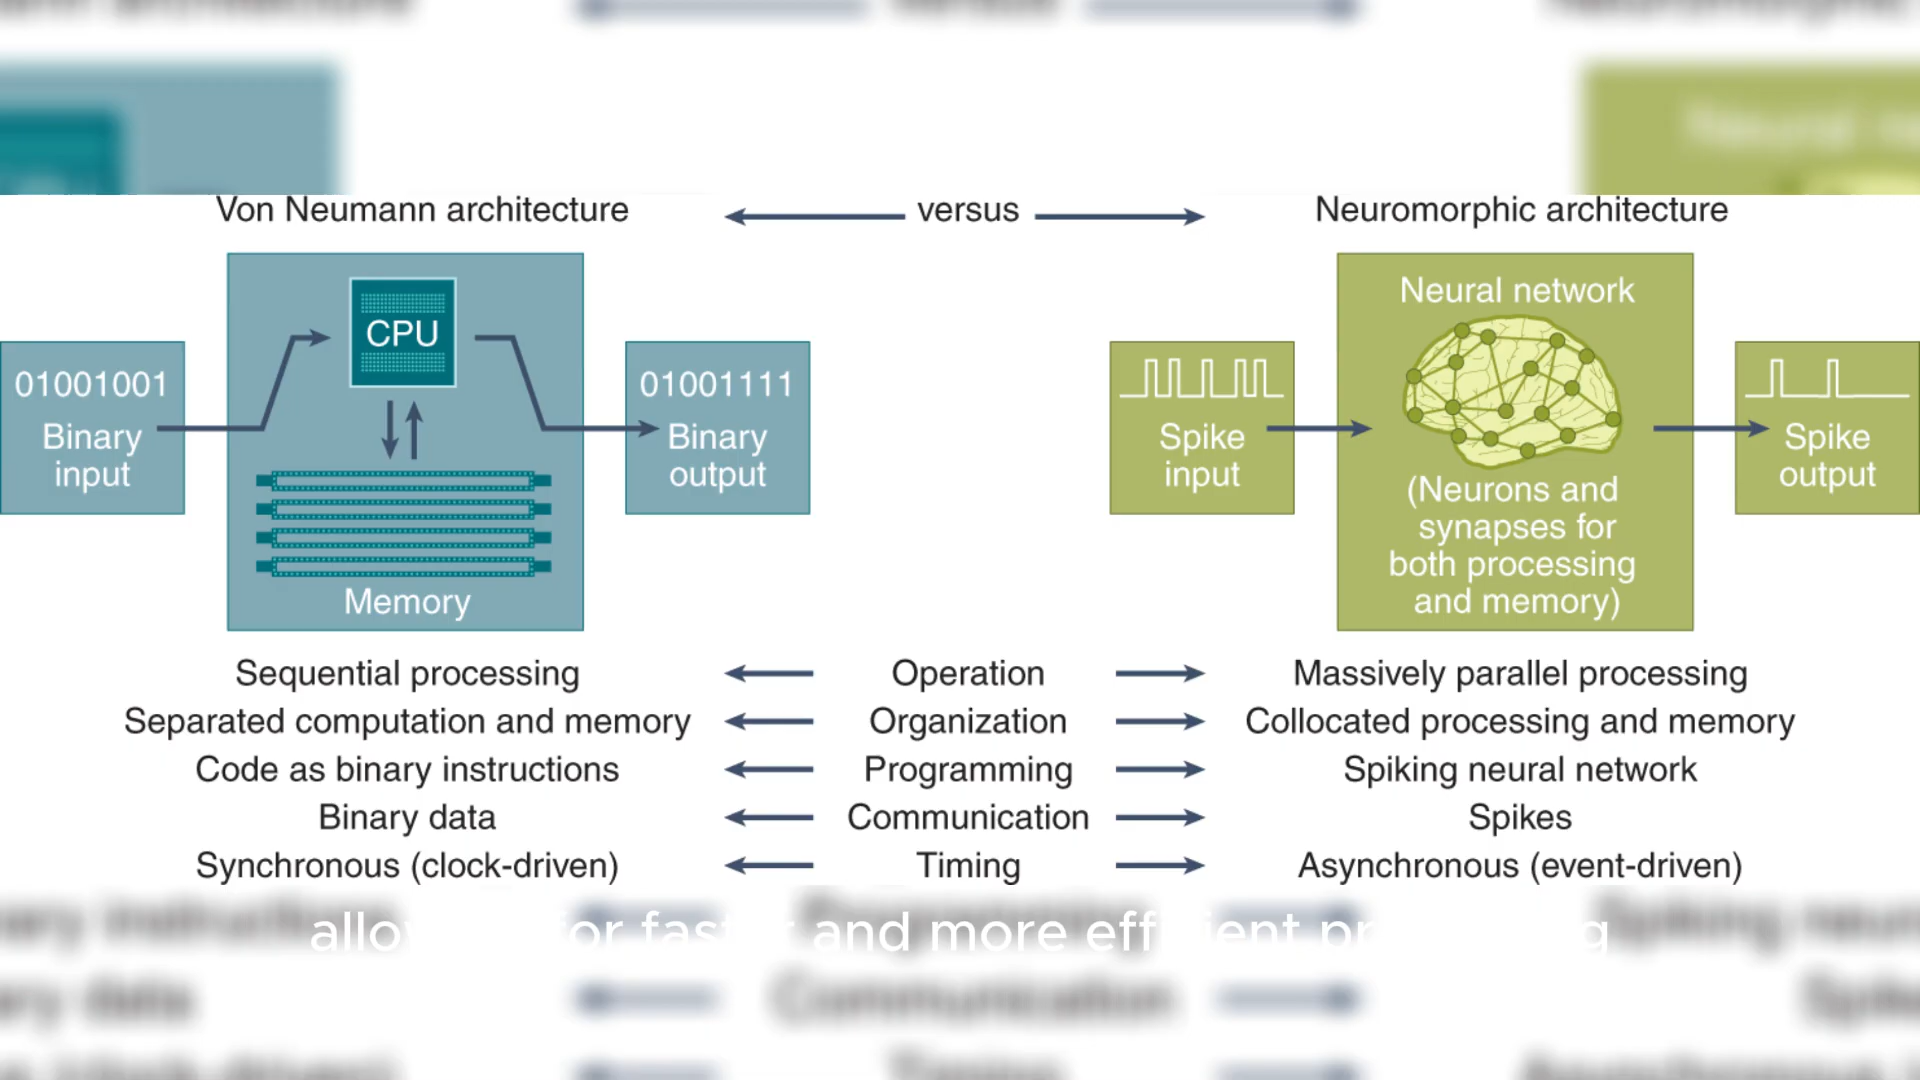 Von Neumann architecture versus Neuromorphic architecture
CPU
01001001
Binary
input
Memory
01001111
Binary
output
Spike
input
Neural network
(Neurons and
synapses for
both processing
and memory)
Spike
output
Sequential processing Operation Massively parallel processing
Separated computation and memory Organization Collocated processing and memory
Code as binary instructions Programming Spiking neural network
Binary data Communication Spikes
Synchronous (clock-driven) Timing Asynchronous (event-driven)
for faster and more efficient